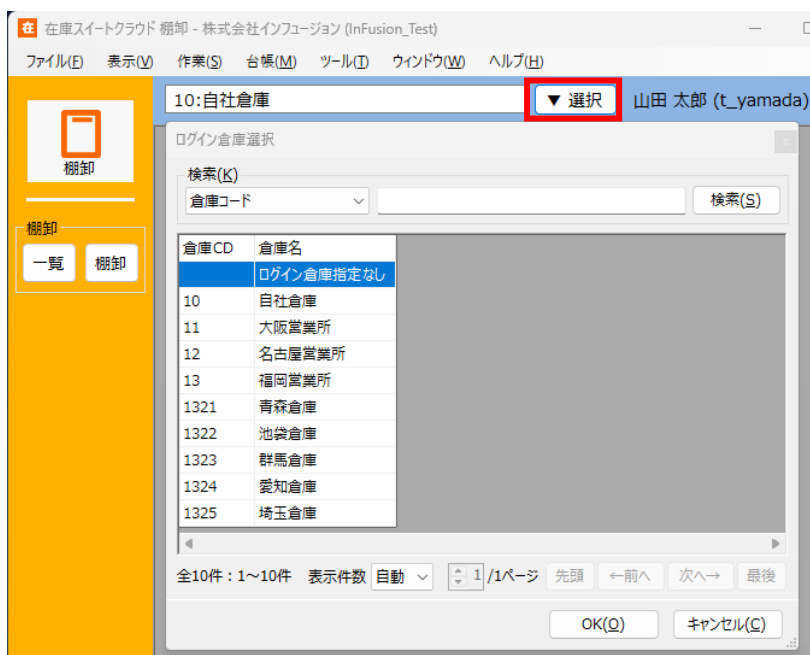 在 在庫スイートクラウド 棚卸 - 株式会社インフュージョン (InFusion_Test)
ファイル(F) 表示(V) 作業(S) 台帳(M) ツール(T) ウィンドウ(W) ヘルプ(H)
10:自社倉庫 ▼ 選択 山田 太郎 (t_yamada)
棚卸
棚卸
一覧 棚卸
ログイン倉庫選択
検索(K)
倉庫コード 検索(S)
倉庫CD 倉庫名
ログイン倉庫指定なし
10 自社倉庫
11 大阪営業所
12 名古屋営業所
13 福岡営業所
1321 青森倉庫
1322 池袋倉庫
1323 群馬倉庫
1324 愛知倉庫
1325 埼玉倉庫
全10件：1～10件 表示件数 自動 1 /1ページ 先頭 ←前へ 次へ→ 最後
OK(O) キャンセル(C)